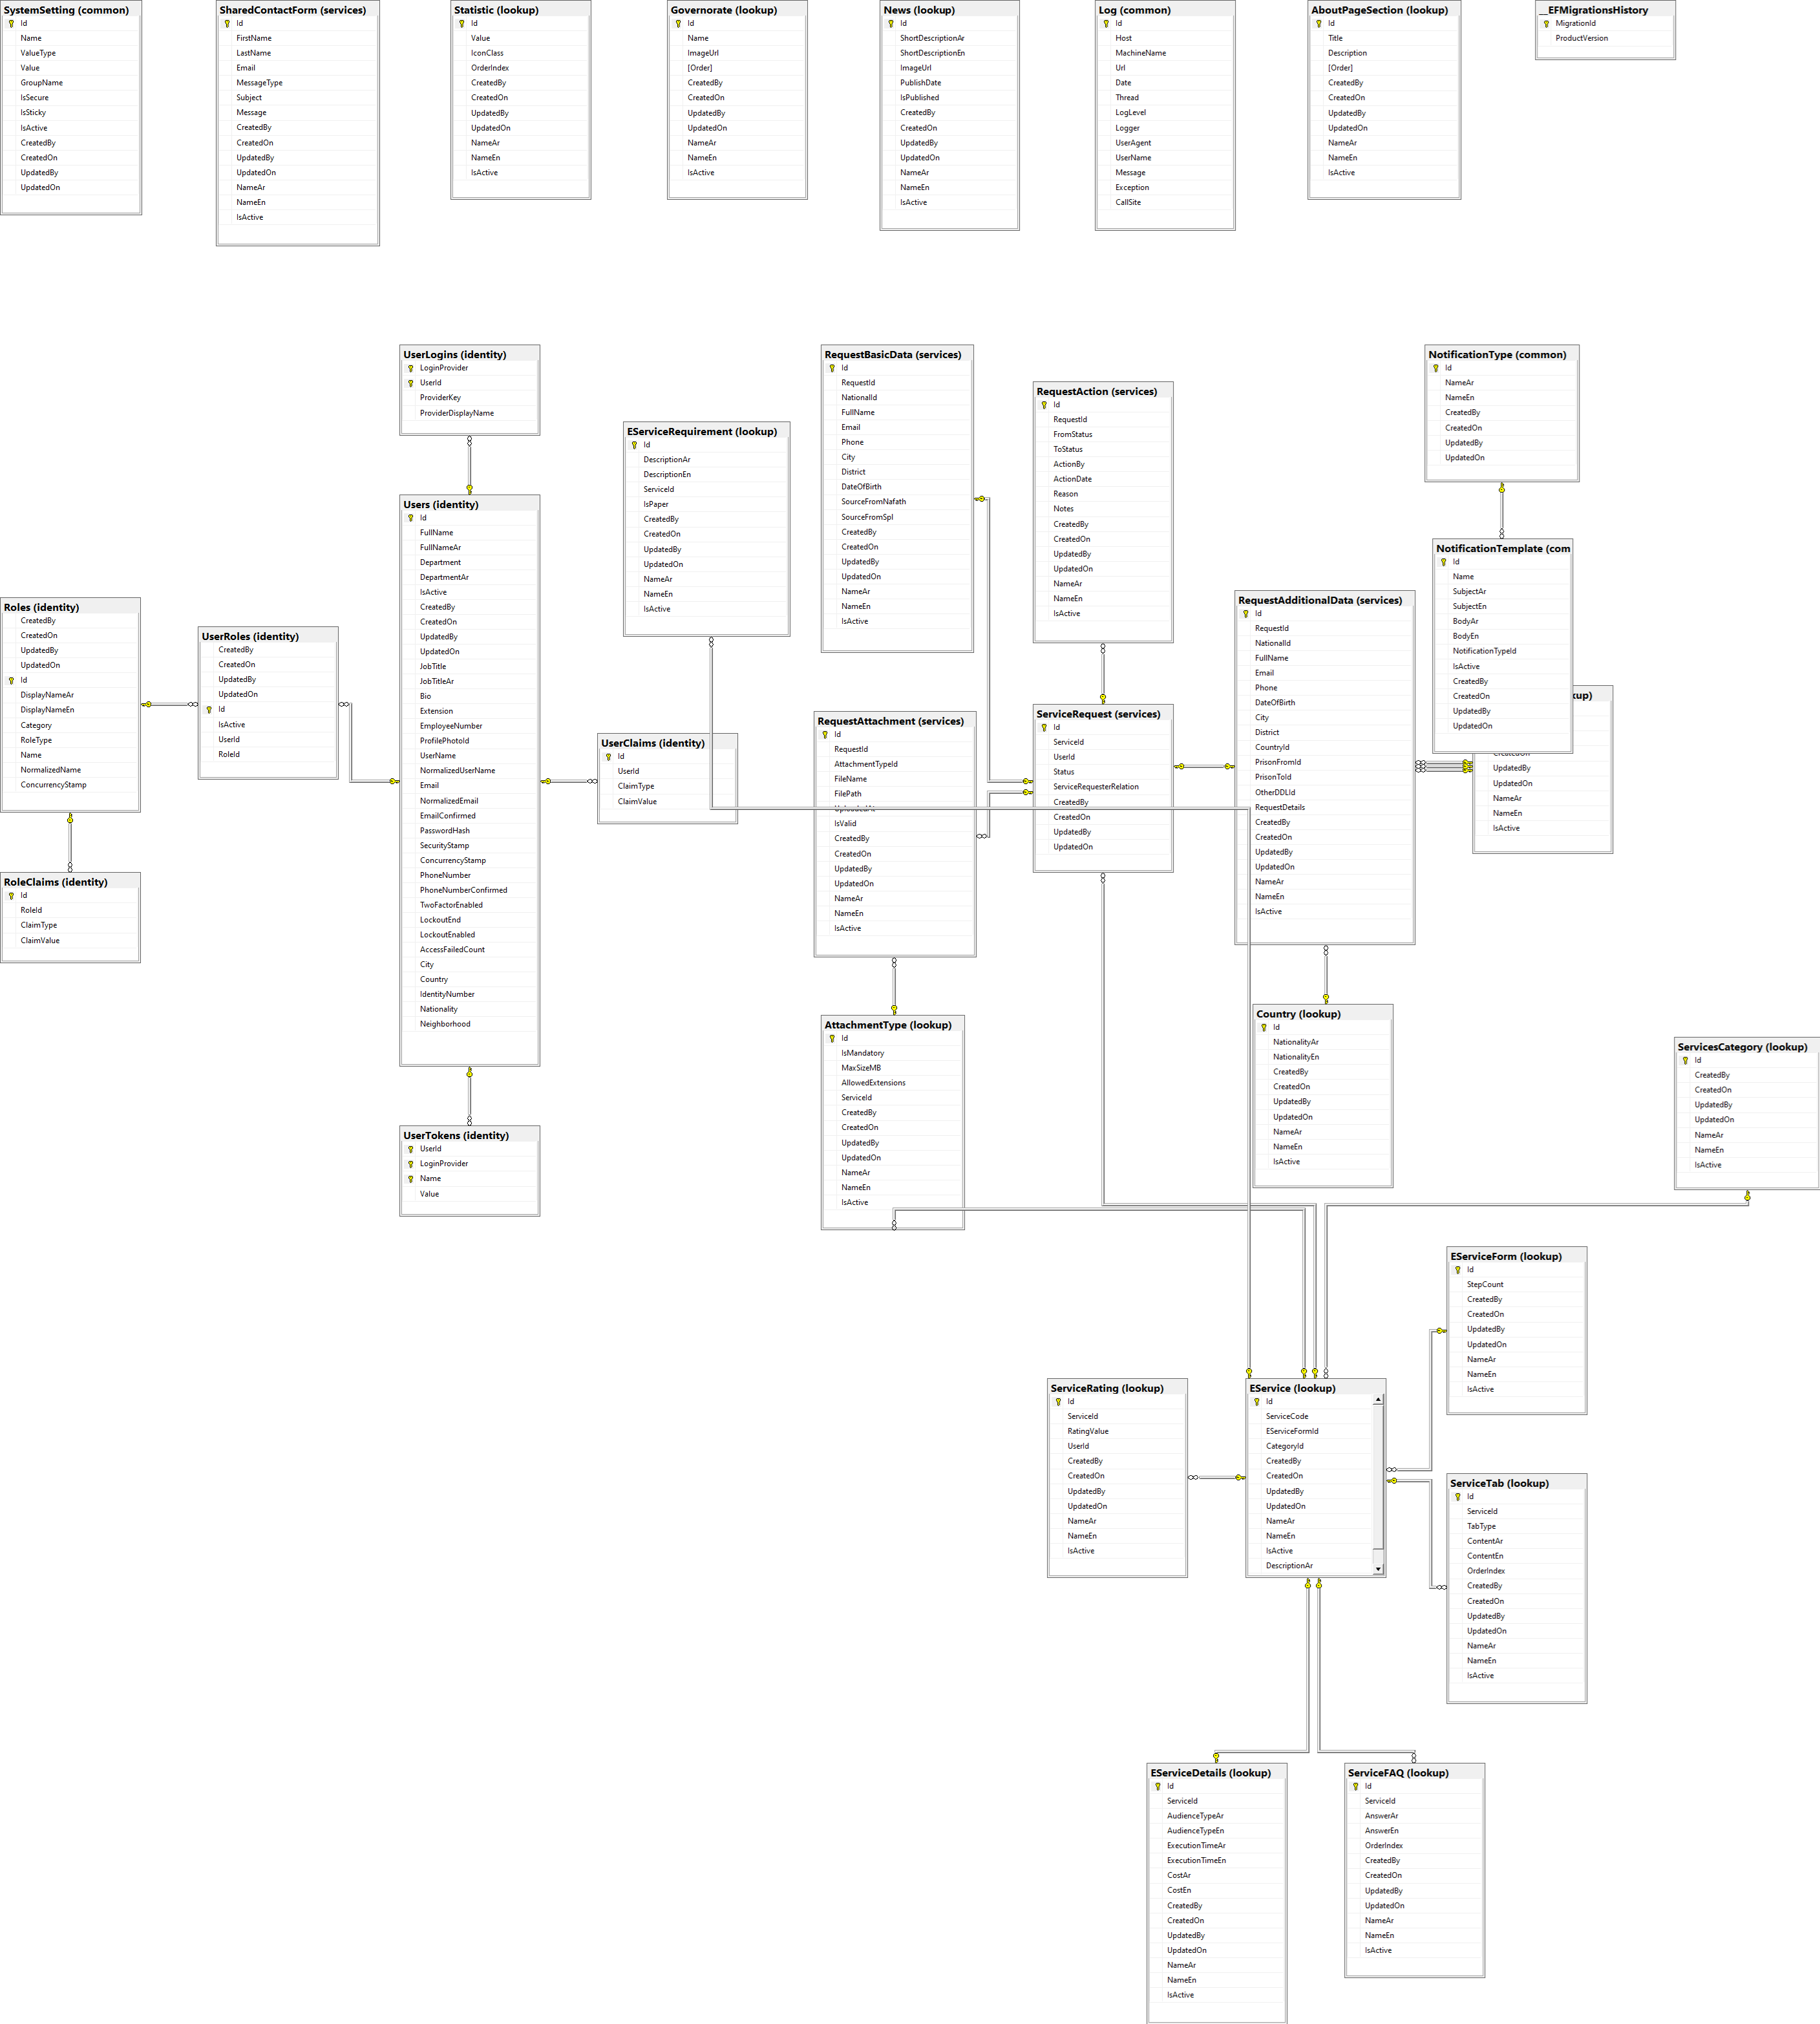 SystemSetting (common)
Id
Name
ValueType
Value
GroupName
IsSecure
IsSticky
IsActive
CreatedBy
CreatedOn
UpdatedBy
UpdatedOn
SharedContactForm (services)
Id
FirstName
LastName
Email
MessageType
Subject
Message
CreatedBy
CreatedOn
UpdatedBy
UpdatedOn
NameAr
NameEn
IsActive
Statistic (lookup)
Id
Value
IconClass
OrderIndex
CreatedBy
CreatedOn
UpdatedBy
UpdatedOn
NameAr
NameEn
IsActive
Governorate (lookup)
Id
Name
ImageUrl
[Order]
CreatedBy
CreatedOn
UpdatedBy
UpdatedOn
NameAr
NameEn
IsActive
News (lookup)
Id
ShortDescriptionAr
ShortDescriptionEn
ImageUrl
PublishDate
IsPublished
CreatedBy
CreatedOn
UpdatedBy
UpdatedOn
NameAr
NameEn
IsActive
Log (common)
Id
Host
MachineName
Url
Date
Thread
LogLevel
Logger
UserAgent
UserName
Message
Exception
CallSite
AboutPageSection (lookup)
Id
Title
Description
[Order]
CreatedBy
CreatedOn
UpdatedBy
UpdatedOn
NameAr
NameEn
IsActive
__EFMigrationsHistory
MigrationId
ProductVersion
UserLogins (identity)
LoginProvider
UserId
ProviderKey
ProviderDisplayName
Users (identity)
Id
FullName
FullNameAr
Department
DepartmentAr
IsActive
CreatedBy
CreatedOn
UpdatedBy
UpdatedOn
JobTitle
JobTitleAr
Bio
Extension
EmployeeNumber
ProfilePhotoId
UserName
NormalizedUserName
Email
NormalizedEmail
EmailConfirmed
PasswordHash
SecurityStamp
ConcurrencyStamp
PhoneNumber
PhoneNumberConfirmed
TwoFactorEnabled
LockoutEnd
LockoutEnabled
AccessFailedCount
City
Country
IdentityNumber
Nationality
Neighborhood
Roles (identity)
CreatedBy
CreatedOn
UpdatedBy
UpdatedOn
Id
DisplayNameAr
DisplayNameEn
Category
RoleType
Name
NormalizedName
ConcurrencyStamp
UserRoles (identity)
CreatedBy
CreatedOn
UpdatedBy
UpdatedOn
Id
IsActive
UserId
RoleId
RoleClaims (identity)
Id
RoleId
ClaimType
ClaimValue
UserClaims (identity)
Id
UserId
ClaimType
ClaimValue
UserTokens (identity)
UserId
LoginProvider
Name
Value
EServiceRequirement (lookup)
Id
DescriptionAr
DescriptionEn
ServiceId
IsPaper
CreatedBy
CreatedOn
UpdatedBy
UpdatedOn
NameAr
NameEn
IsActive
RequestBasicData (services)
Id
RequestId
NationalId
FullName
Email
Phone
City
District
DateOfBirth
SourceFromNafath
SourceFromSpl
CreatedBy
CreatedOn
UpdatedBy
UpdatedOn
NameAr
NameEn
IsActive
RequestAction (services)
Id
RequestId
FromStatus
ToStatus
ActionBy
ActionDate
Reason
Notes
CreatedBy
CreatedOn
UpdatedBy
UpdatedOn
NameAr
NameEn
IsActive
RequestAttachment (services)
Id
RequestId
AttachmentTypeId
FileName
FilePath
IsValid
CreatedBy
CreatedOn
UpdatedBy
UpdatedOn
NameAr
NameEn
IsActive
ServiceRequest (services)
Id
ServiceId
UserId
Status
ServiceRequesterRelation
CreatedBy
CreatedOn
UpdatedBy
UpdatedOn
RequestAdditionalData (services)
Id
RequestId
NationalId
FullName
Email
Phone
DateOfBirth
City
District
CountryId
PrisonFromId
PrisonToId
OtherDDLId
RequestDetails
CreatedBy
CreatedOn
UpdatedBy
UpdatedOn
NameAr
NameEn
IsActive
NotificationType (common)
Id
NameAr
NameEn
CreatedBy
CreatedOn
UpdatedBy
UpdatedOn
NotificationTemplate (com
Id
Name
SubjectAr
SubjectEn
BodyAr
BodyEn
NotificationTypeId
IsActive
CreatedBy
CreatedOn
UpdatedBy
UpdatedOn
kup)
CreatedOn
UpdatedBy
UpdatedOn
NameAr
NameEn
IsActive
AttachmentType (lookup)
Id
IsMandatory
MaxSizeMB
AllowedExtensions
ServiceId
CreatedBy
CreatedOn
UpdatedBy
UpdatedOn
NameAr
NameEn
IsActive
Country (lookup)
Id
NationalityAr
NationalityEn
CreatedBy
CreatedOn
UpdatedBy
UpdatedOn
NameAr
NameEn
IsActive
ServicesCategory (lookup)
Id
CreatedBy
CreatedOn
UpdatedBy
UpdatedOn
NameAr
NameEn
IsActive
EServiceForm (lookup)
Id
StepCount
CreatedBy
CreatedOn
UpdatedBy
UpdatedOn
NameAr
NameEn
IsActive
ServiceRating (lookup)
Id
ServiceId
RatingValue
UserId
CreatedBy
CreatedOn
UpdatedBy
UpdatedOn
NameAr
NameEn
IsActive
EService (lookup)
Id
ServiceCode
EServiceFormId
CategoryId
CreatedBy
CreatedOn
UpdatedBy
UpdatedOn
NameAr
NameEn
IsActive
DescriptionAr
ServiceTab (lookup)
Id
ServiceId
TabType
ContentAr
ContentEn
OrderIndex
CreatedBy
CreatedOn
UpdatedBy
UpdatedOn
NameAr
NameEn
IsActive
EServiceDetails (lookup)
Id
ServiceId
AudienceTypeAr
AudienceTypeEn
ExecutionTimeAr
ExecutionTimeEn
CostAr
CostEn
CreatedBy
CreatedOn
UpdatedBy
UpdatedOn
NameAr
NameEn
IsActive
ServiceFAQ (lookup)
Id
ServiceId
AnswerAr
AnswerEn
OrderIndex
CreatedBy
CreatedOn
UpdatedBy
UpdatedOn
NameAr
NameEn
IsActive